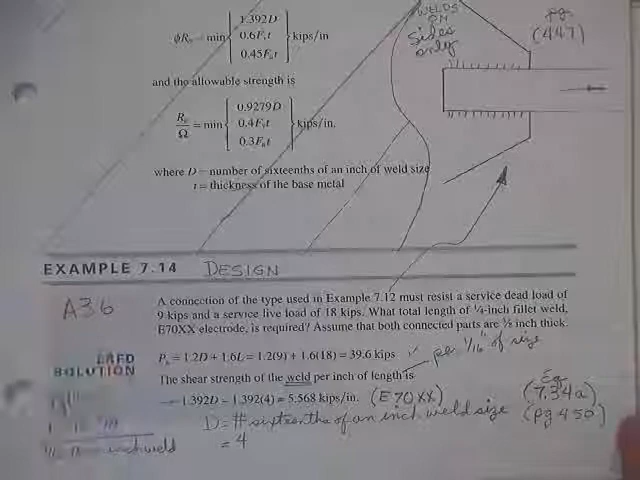 1.392D
ϕRn = min { 0.6Fyt } kips/in
0.45Fut
WELDS
ON
Sides
only
pg
(447)
and the allowable strength is
0.9279D
Rn/Ω = min { 0.4Fyt } kips/in.
0.3Fut
where D = number of sixteenths of an inch of weld size
t = thickness of the base metal
EXAMPLE 7.14 DESIGN
A36
A connection of the type used in Example 7.12 must resist a service dead load of
9 kips and a service live load of 18 kips. What total length of ¼-inch fillet weld,
E70XX electrode, is required? Assume that both connected parts are ⅜ inch thick.
LRFD
SOLUTION
Pu = 1.2D + 1.6L = 1.2(9) + 1.6(18) = 39.6 kips
per 1/16" of size
The shear strength of the weld per inch of length is
1.392D = 1.392(4) = 5.568 kips/in. (E70XX)
Eq
(7.34a)
(pg 450)
D = # sixteenths of an inch weld size
= 4
inch weld